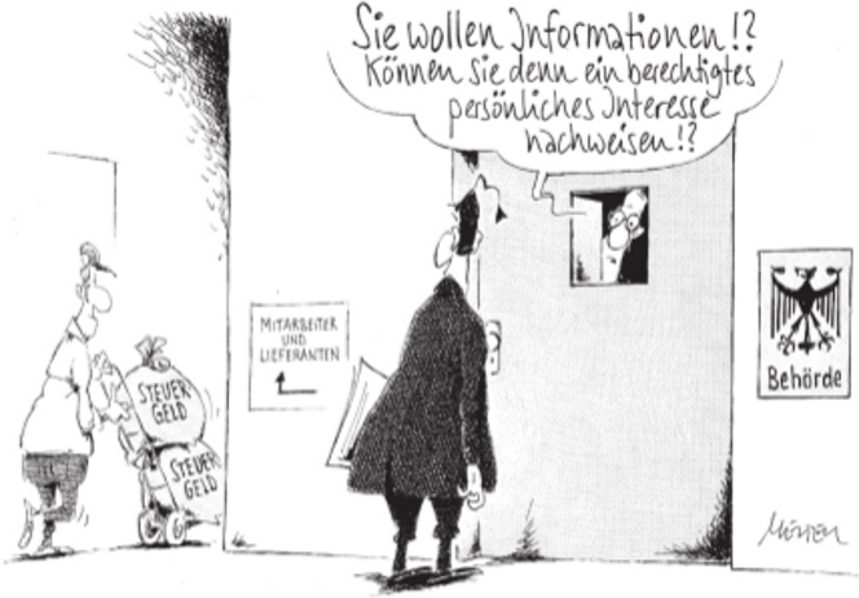 Sie wollen Informationen!?
Können Sie denn ein berechtigtes
persönliches Interesse
nachweisen!?
MITARBEITER
UND
LIEFERANTEN
STEUER
GELD
STEUER
GELD
Behörde